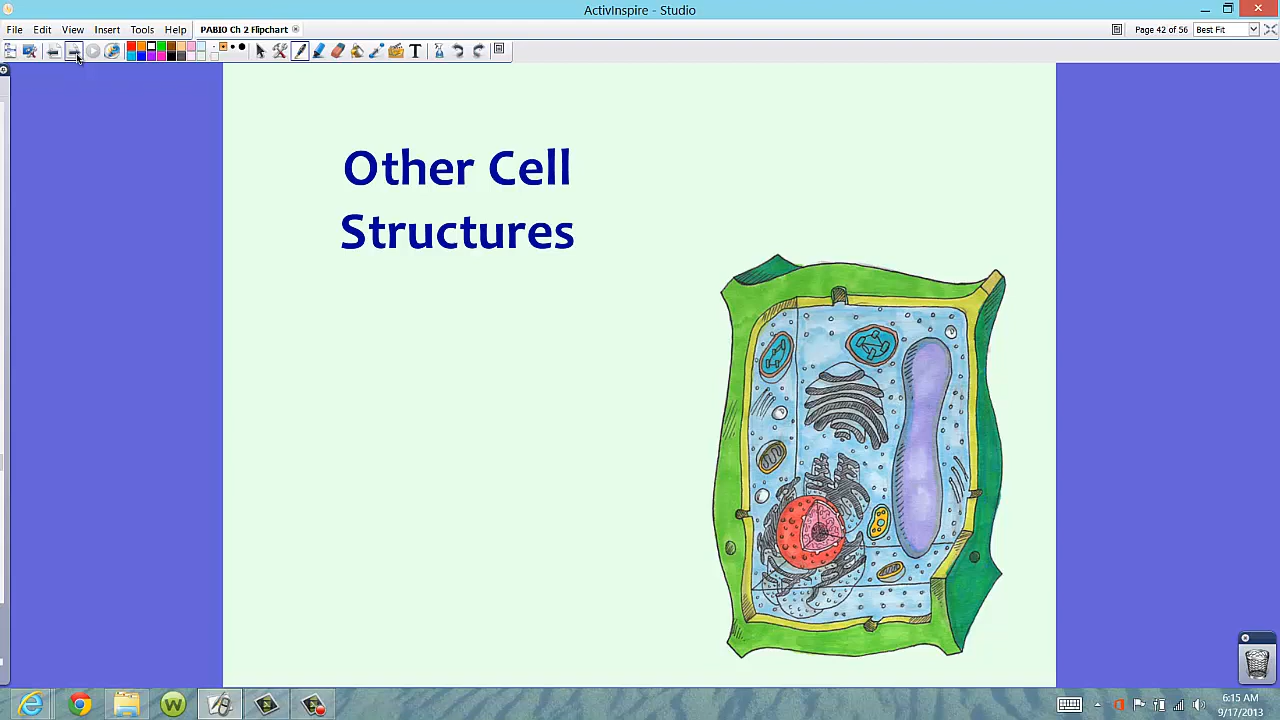 ActivInspire - Studio
File Edit View Insert Tools Help PABIO Ch 2 Flipchart Page 42 of 56 Best Fit
T
Other Cell
Structures
6:15 AM
9/17/2013